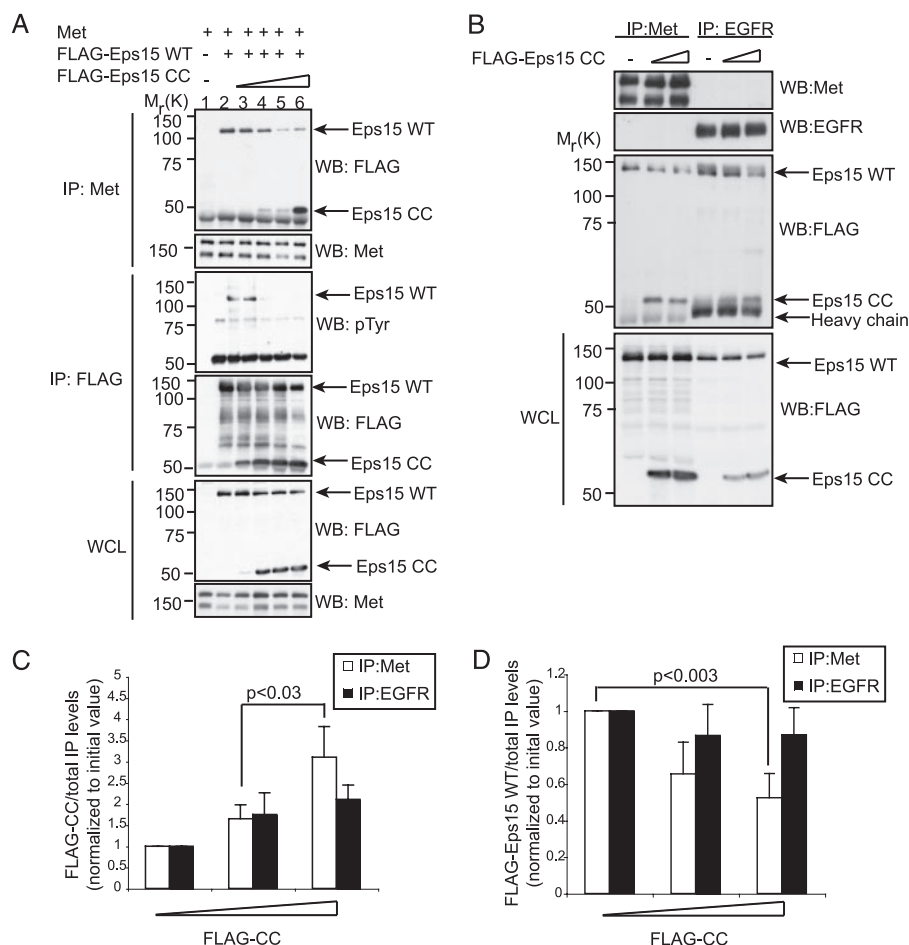 A
Met + + + + + +
FLAG-Eps15 WT - + + + + +
FLAG-Eps15 CC -
Mr(K) 1 2 3 4 5 6
IP: Met
150
100
75
50
Eps15 WT
WB: FLAG
Eps15 CC
150
WB: Met
IP: FLAG
150
100
75
50
Eps15 WT
WB: pTyr
150
100
75
50
Eps15 WT
WB: FLAG
Eps15 CC
WCL
150
100
75
50
Eps15 WT
WB: FLAG
Eps15 CC
150
WB: Met
B
IP:Met IP: EGFR
FLAG-Eps15 CC - -
WB:Met
WB:EGFR
Mr(K)
150
100
75
50
Eps15 WT
WB:FLAG
Eps15 CC
Heavy chain
WCL
150
100
75
50
Eps15 WT
WB:FLAG
Eps15 CC
C
IP:Met
IP:EGFR
p<0.03
FLAG-CC/total IP levels
(normalized to initial value)
5
4.5
4
3.5
3
2.5
2
1.5
1
0.5
0
FLAG-CC
D
IP:Met
IP:EGFR
p<0.003
FLAG-Eps15 WT/total IP levels
(normalized to inital value)
1.2
1
0.8
0.6
0.4
0.2
0
FLAG-CC